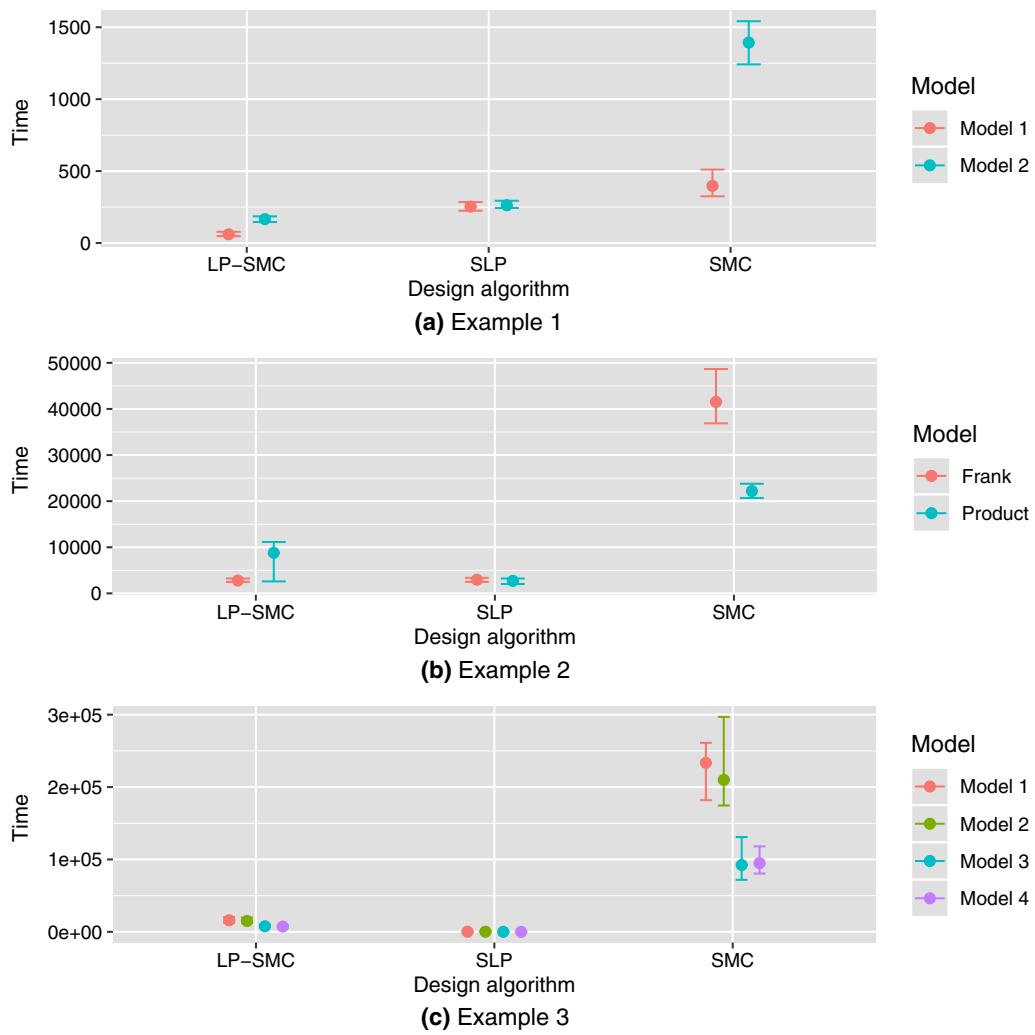 1500
1000
500
0
Time
LP−SMC
SLP
SMC
Design algorithm
Model
Model 1
Model 2
(a) Example 1
50000
40000
30000
20000
10000
0
Time
LP−SMC
SLP
SMC
Design algorithm
Model
Frank
Product
(b) Example 2
3e+05
2e+05
1e+05
0e+00
Time
LP−SMC
SLP
SMC
Design algorithm
Model
Model 1
Model 2
Model 3
Model 4
(c) Example 3